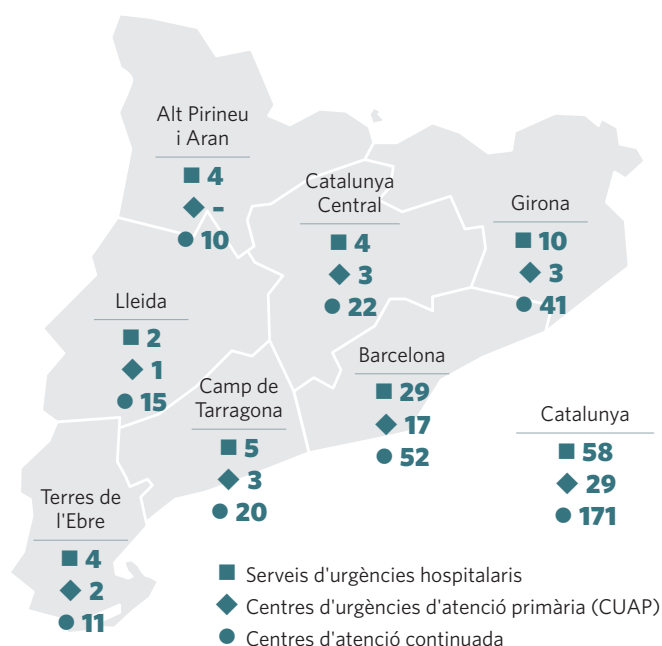 Alt Pirineu
i Aran
4
-
10
Catalunya
Central
4
3
22
Girona
10
3
41
Lleida
2
1
15
Barcelona
29
17
52
Camp de
Tarragona
5
3
20
Catalunya
58
29
171
Terres de
l'Ebre
4
2
11
Serveis d'urgències hospitalaris
Centres d'urgències d'atenció primària (CUAP)
Centres d'atenció continuada